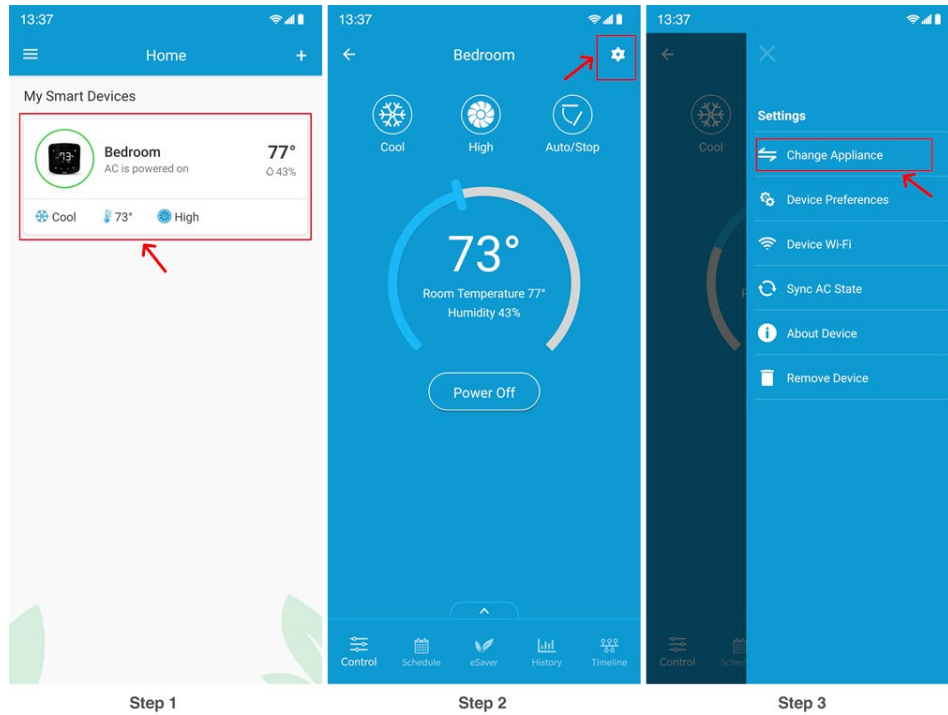 13:37
Home
+
My Smart Devices
-73-
Bedroom
77°
AC is powered on
43%
Cool
73°
High
Step 1
13:37
Bedroom
Cool
High
Auto/Stop
73°
Room Temperature 77°
Humidity 43%
Power Off
Control
Schedule
eSaver
History
Timeline
Step 2
13:37
Cool
Settings
Change Appliance
Device Preferences
Device Wi-Fi
Sync AC State
About Device
Remove Device
Control
Sched
Step 3